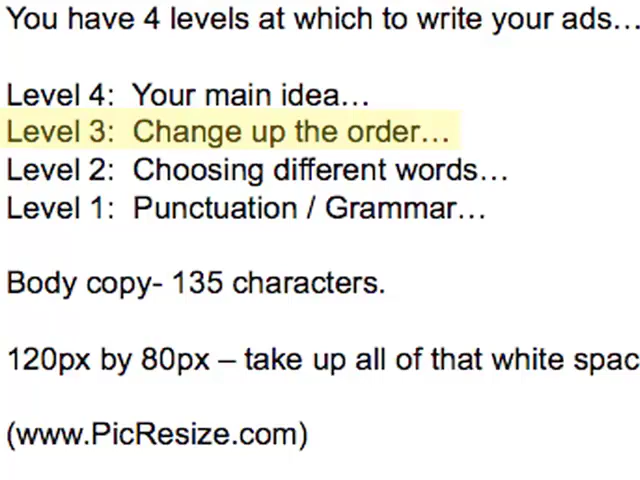 You have 4 levels at which to write your ads…
Level 4: Your main idea…
Level 3: Change up the order…
Level 2: Choosing different words…
Level 1: Punctuation / Grammar…
Body copy- 135 characters.
120px by 80px – take up all of that white spac
(www.PicResize.com)